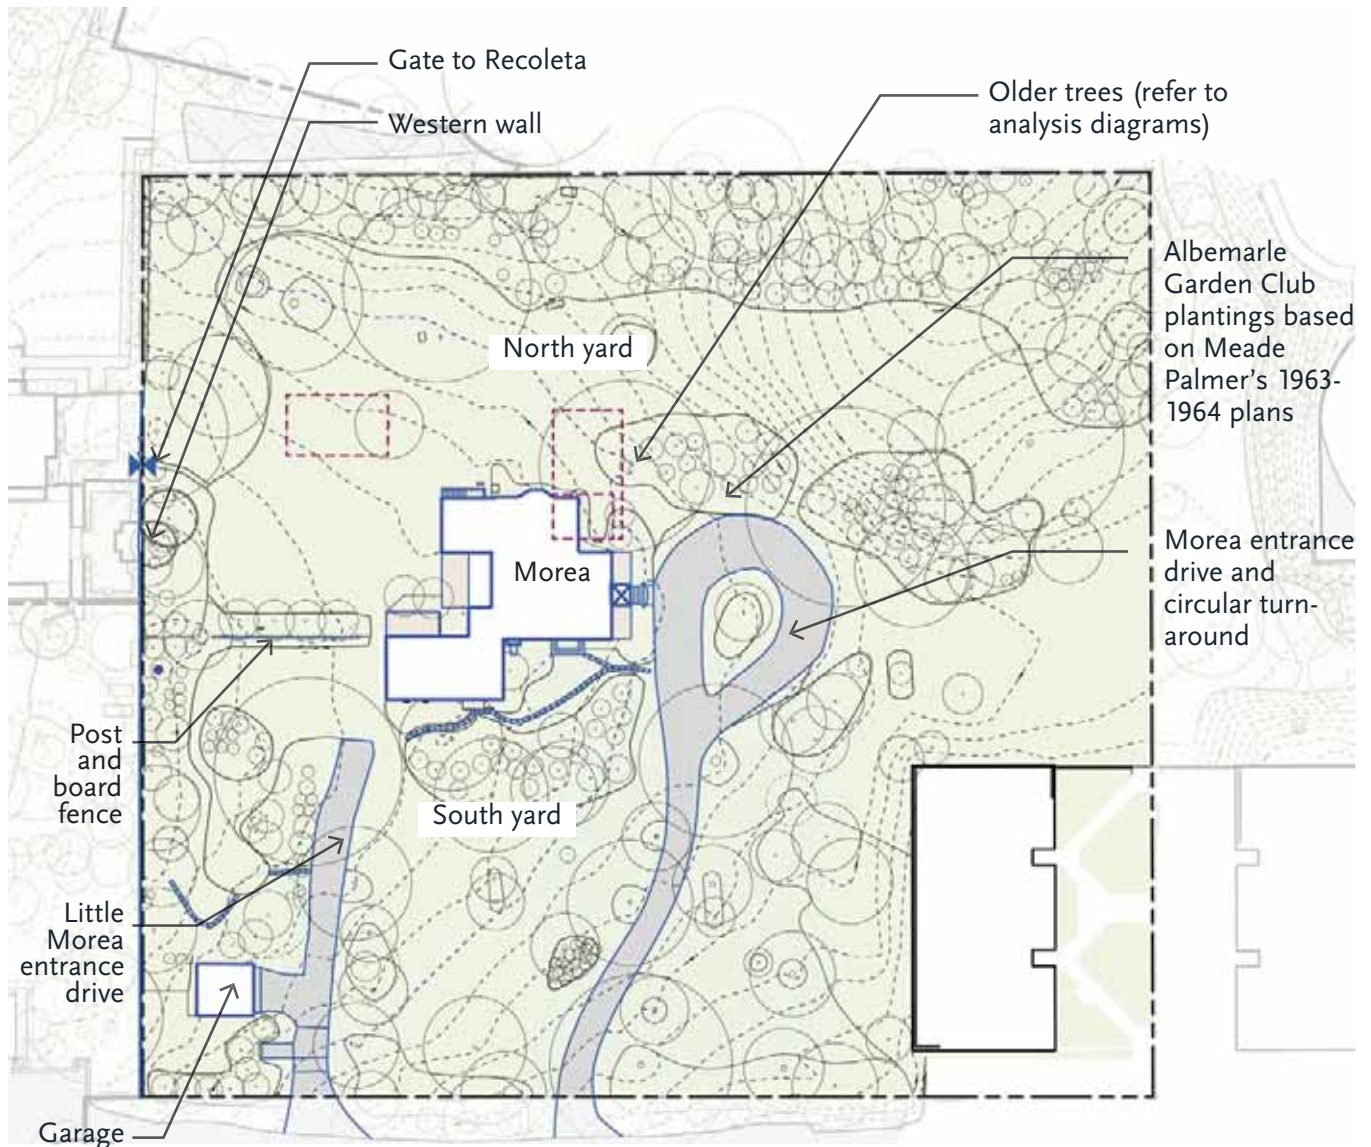 Gate to Recoleta
Western wall
Older trees (refer to
analysis diagrams)
Albemarle
Garden Club
plantings based
on Meade
Palmer's 1963-
1964 plans
North yard
Morea
Morea entrance
drive and
circular turn-
around
Post
and
board
fence
South yard
Little
Morea
entrance
drive
Garage